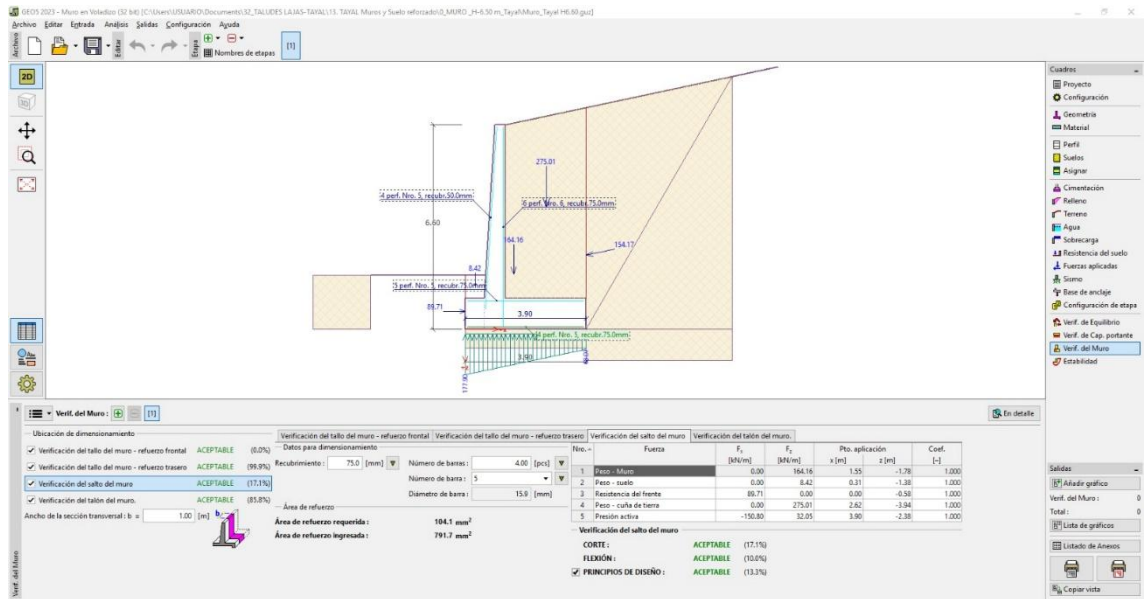 GEO5 2023 - Muro en Voladizo (32 bit) [C:\Users\USUARIO\Documents\32_TALUDES LAJAS-TAYAL\13. TAYAL Muros y Suelo reforzado\0_MURO _H-6.50 m_Tayal\Muro_Tayal H6.60.guz]
Archivo Editar Entrada Análisis Salidas Configuración Ayuda
Archivo
Editar
Etapa
Nombres de etapas
[1]
2D
3D
275.01
4 perf. Nro. 5, recubr.50.0mm
6 perf. Nro. 6, recubr.75.0mm
6.60
164.16
154.17
8.42
5 perf. Nro. 5, recubr.75.0mm
89.71
3.90
4 perf. Nro. 5, recubr.75.0mm
3.90
177.90
Cuadros
Proyecto
Configuración
Geometría
Material
Perfil
Suelos
Asignar
Cimentación
Relleno
Terreno
Agua
Sobrecarga
Resistencia del suelo
Fuerzas aplicadas
Sismo
Base de anclaje
Configuración de etapa
Verif. de Equilibrio
Verif. de Cap. portante
Verif. del Muro
Estabilidad
Verif. del Muro : [1]
En detalle
Ubicación de dimensionamiento
Verificación del tallo del muro - refuerzo frontal ACEPTABLE (0.0%)
Verificación del tallo del muro - refuerzo trasero ACEPTABLE (99.9%)
Verificación del salto del muro ACEPTABLE (17.1%)
Verificación del talón del muro. ACEPTABLE (85.8%)
Ancho de la sección transversal : b = 1.00 [m]
b
Verificación del tallo del muro - refuerzo frontal Verificación del tallo del muro - refuerzo trasero Verificación del salto del muro Verificación del talón del muro.
Datos para dimensionamiento
Recubrimiento : 75.0 [mm] Número de barras : 4.00 [pcs]
Número de barra : 5
Diámetro de barra : 15.9 [mm]
Área de refuerzo
Área de refuerzo requerida : 104.1 mm²
Área de refuerzo ingresada : 791.7 mm²
Nro. Fuerza Fx Fz Pto. aplicación Coef.
[kN/m] [kN/m] x [m] z [m] [-]
1 Peso - Muro 0.00 164.16 1.55 -1.78 1.000
2 Peso - suelo 0.00 8.42 0.31 -1.38 1.000
3 Resistencia del frente 89.71 0.00 0.00 -0.58 1.000
4 Peso - cuña de tierra 0.00 275.01 2.62 -3.94 1.000
5 Presión activa -150.80 32.05 3.90 -2.38 1.000
Verificación del salto del muro
CORTE : ACEPTABLE (17.1%)
FLEXIÓN : ACEPTABLE (10.0%)
PRINCIPIOS DE DISEÑO : ACEPTABLE (13.3%)
Verif. del Muro
Salidas
Añadir gráfico
Verif. del Muro : 0
Total : 0
Lista de gráficos
Listado de Anexos
Copiar vista